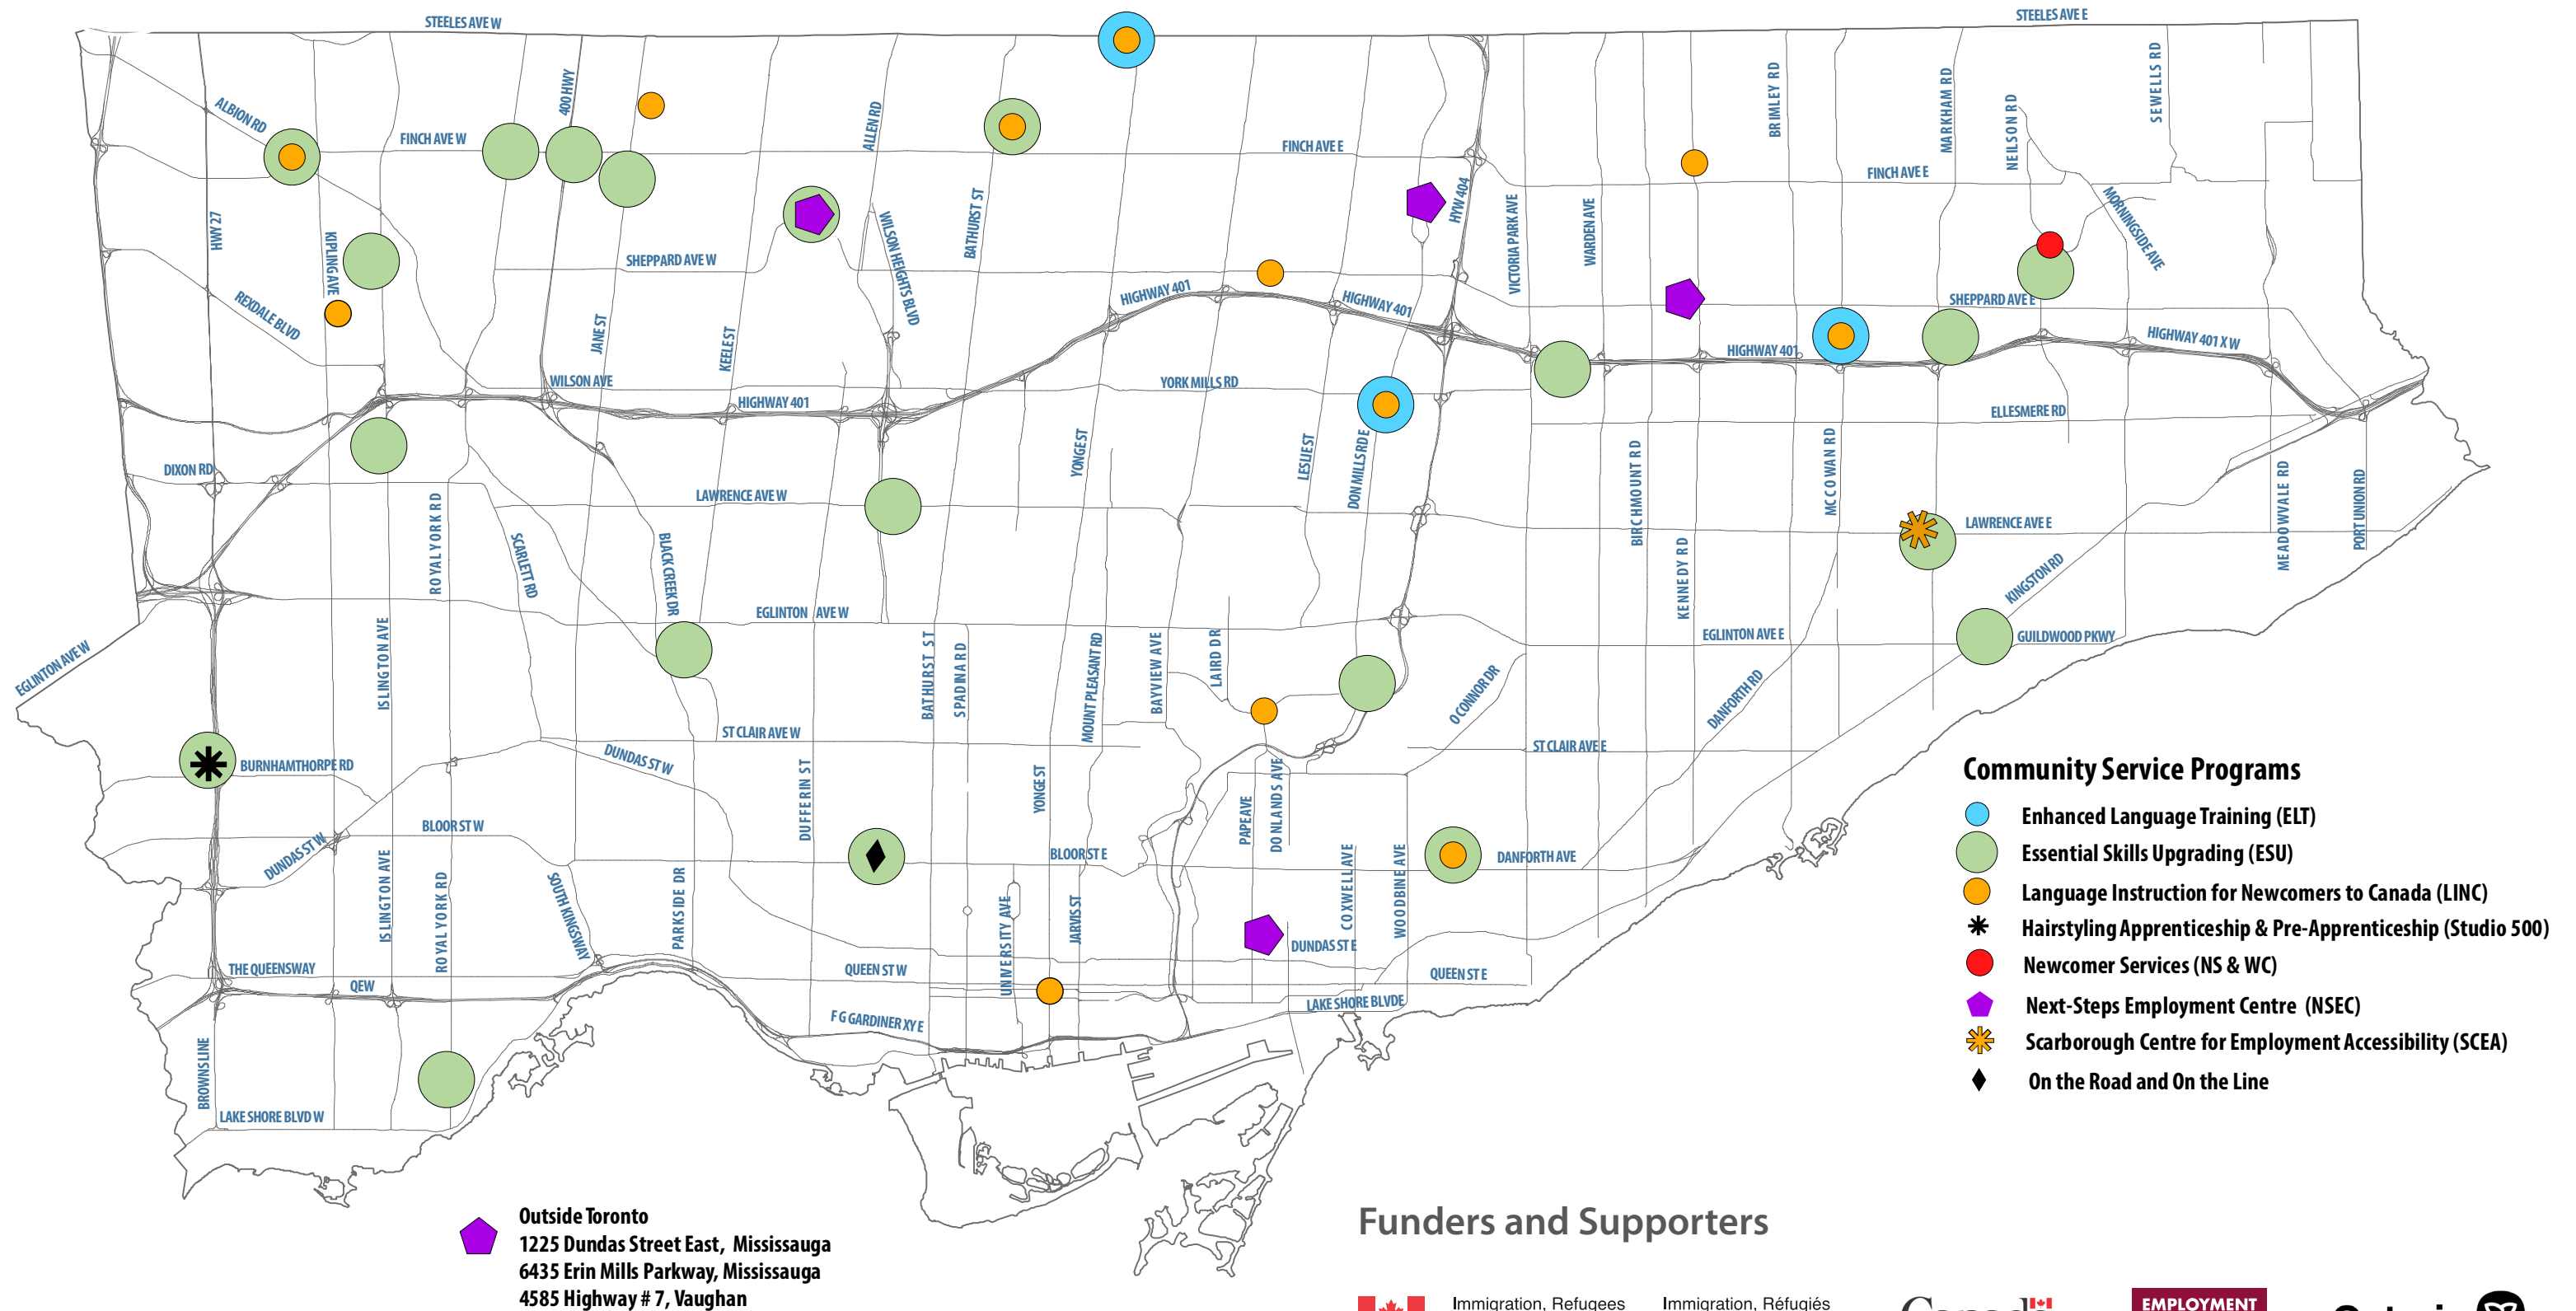 STEELES AVE W
STEELES AVE E
ALBION RD
FINCH AVE W
400 HWY
ALLEN RD
FINCH AVE E
BRIMLEY RD
MARKHAM RD
NEILSON RD
SEWELLS RD
FINCH AVE E
HWY 27
KIPLING AVE
REXDALE BLVD
SHEPPARD AVE W
WILSON HEIGHTS BLVD
BATHURST ST
HYW 404
VICTORIA PARK AVE
WARDEN AVE
MORNINGSIDE AVE
SHEPPARD AVE E
HIGHWAY 401
HIGHWAY 401
HIGHWAY 401
HIGHWAY 401 X W
JANE ST
KEELE ST
WILSON AVE
HIGHWAY 401
YORK MILLS RD
ELLESMERE RD
DIXON RD
ROYAL YORK RD
SCARLETT RD
BLACK CREEK DR
LAWRENCE AVE W
YONGE ST
LESLIE ST
DON MILLS RD E
BIRCHMOUNT RD
KENNEDY RD
MC COWAN RD
LAWRENCE AVE E
MEADOWVALE RD
PORT UNION RD
KINGSTON RD
EGLINTON AVE W
EGLINTON AVE W
ISLINGTON AVE
BATHURST ST
SPADINA RD
MOUNT PLEASANT RD
BAYVIEW AVE
LAIRD DR
O CONNOR DR
EGLINTON AVE E
GUILDWOOD PKWY
DANFORTH RD
ST CLAIR AVE W
ST CLAIR AVE E
BURNHAMTHORPE RD
DUNDAS ST W
DUFFERIN ST
YONGE ST
PAPE AVE
DONLANDS AVE
DUNDAS ST W
BLOOR ST W
BLOOR ST E
COXWELL AVE
WOODBINE AVE
DANFORTH AVE
ISLINGTON AVE
ROYAL YORK RD
SOUTH KINGSWAY
PARKSIDE DR
UNIVERSITY AVE
JARVIS ST
DUNDAS ST E
THE QUEENSWAY
QEW
QUEEN ST W
QUEEN ST E
LAKE SHORE BLVD E
F G GARDINER XY E
BROWNS LINE
LAKE SHORE BLVD W
Community Service Programs
Enhanced Language Training (ELT)
Essential Skills Upgrading (ESU)
Language Instruction for Newcomers to Canada (LINC)
Hairstyling Apprenticeship & Pre-Apprenticeship (Studio 500)
Newcomer Services (NS & WC)
Next-Steps Employment Centre (NSEC)
Scarborough Centre for Employment Accessibility (SCEA)
On the Road and On the Line
Outside Toronto
1225 Dundas Street East, Mississauga
6435 Erin Mills Parkway, Mississauga
4585 Highway # 7, Vaughan
Funders and Supporters
Immigration, Refugees
Immigration, Réfugiés
Canada
EMPLOYMENT
Ontario